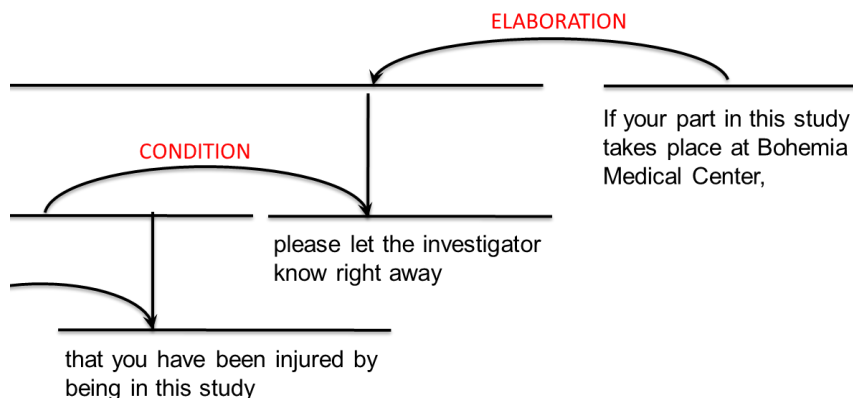 ELABORATION
If your part in this study
takes place at Bohemia
Medical Center,
CONDITION
please let the investigator
know right away
that you have been injured by
being in this study